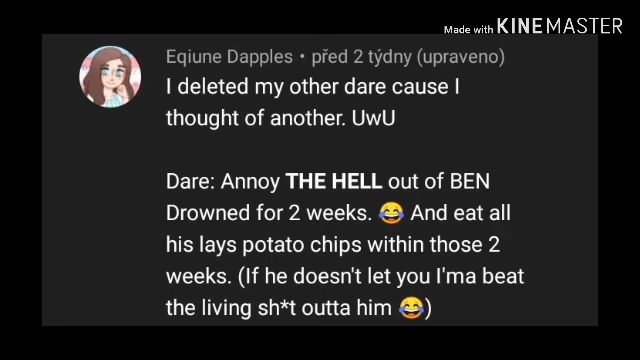 Made with KINEMASTER
Eqiune Dapples • před 2 týdny (upraveno)
I deleted my other dare cause I
thought of another. UwU
Dare: Annoy THE HELL out of BEN
Drowned for 2 weeks. 😂 And eat all
his lays potato chips within those 2
weeks. (If he doesn't let you I'ma beat
the living sh*t outta him 😂)